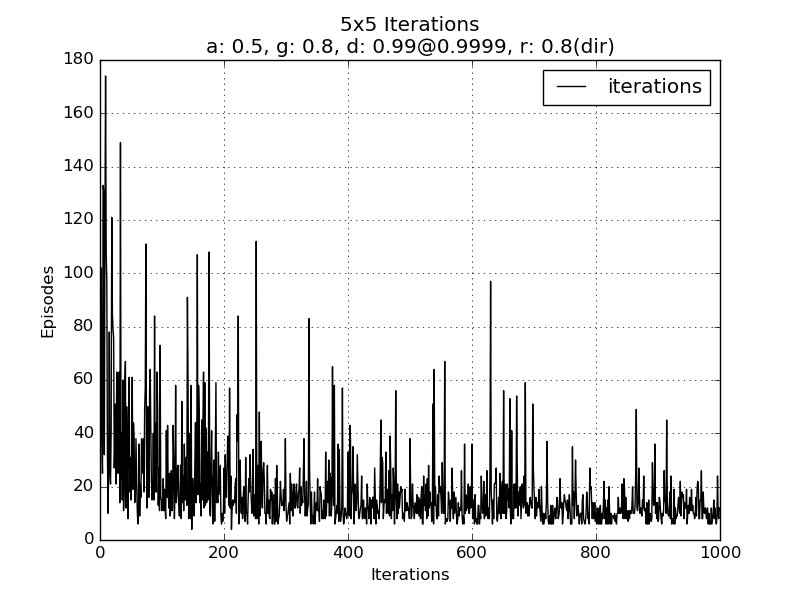 5x5 Iterations
a: 0.5, g: 0.8, d: 0.99@0.9999, r: 0.8(dir)
180
160
140
120
100
80
60
40
20
0
Episodes
iterations
0 200 400 600 800 1000
Iterations